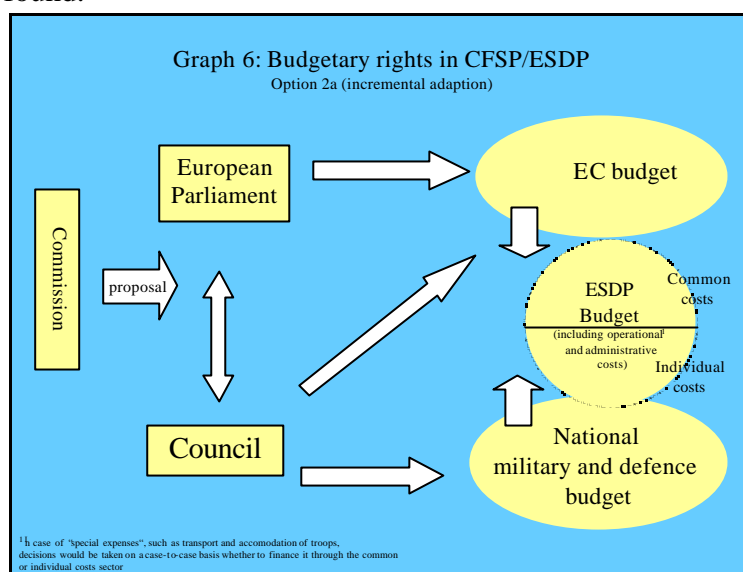 found.
Graph 6: Budgetary rights in CFSP/ESDP
Option 2a (incremental adaption)
European
Parliament
EC budget
Commission
proposal
ESDP
Budget
(including operational¹
and administrative
costs)
Common
costs
Individual
costs
Council
National
military and defence
budget
¹In case of "special expenses", such as transport and accomodation of troops,
decisions would be taken on a case-to-case basis whether to finance it through the common
or individual costs sector